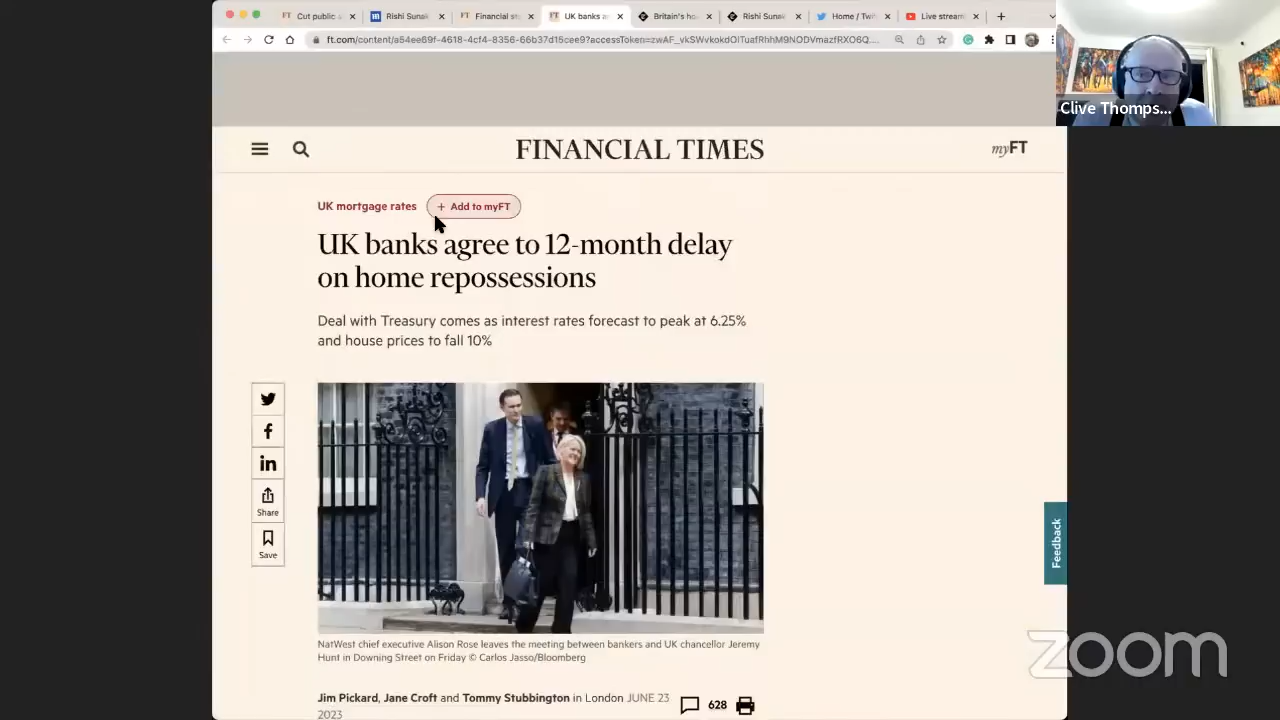 Cut public a
Rishi Sunak
Financial st
UK banks a
Britain's ho
Rishi Sunak
Home / Tw
Live stream
Clive Thomps...
FINANCIAL TIMES
myFT
UK mortgage rates
+ Add to myFT
UK banks agree to 12-month delay
on home repossessions
Deal with Treasury comes as interest rates forecast to peak at 6.25%
and house prices to fall 10%
Share
Save
NatWest chief executive Alison Rose leaves the meeting between bankers and UK chancellor Jeremy
Hunt in Downing Street on Friday © Carlos Jasso/Bloomberg
Jim Pickard, Jane Croft and Tommy Stubbington in London JUNE 23
2023
628
Feedback
zoom